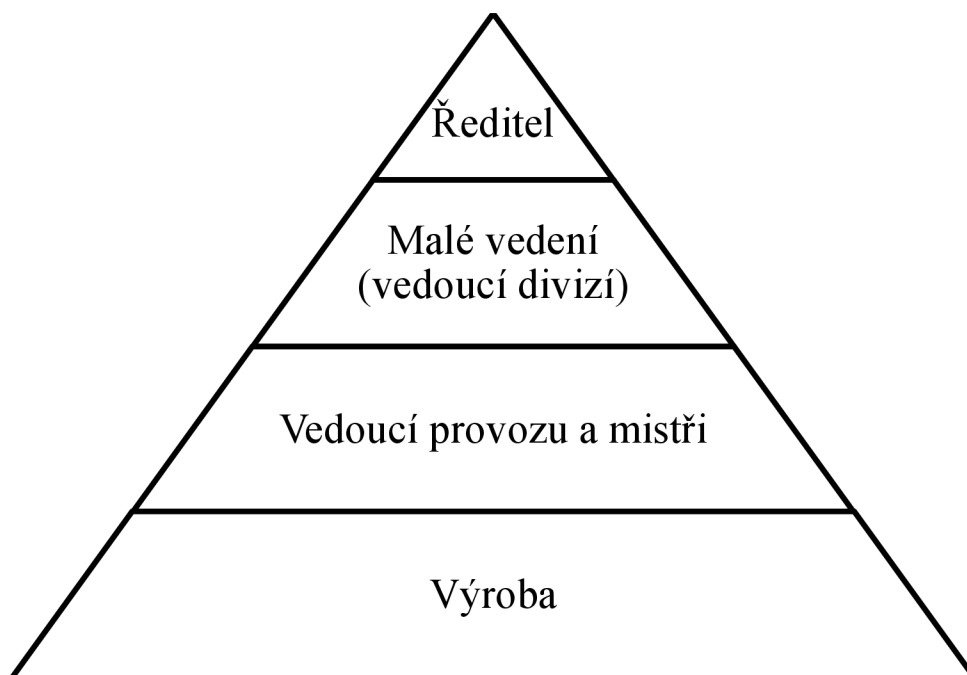 Ředitel
Malé vedení
(vedoucí divizí)
Vedoucí provozu a mistři
Výroba